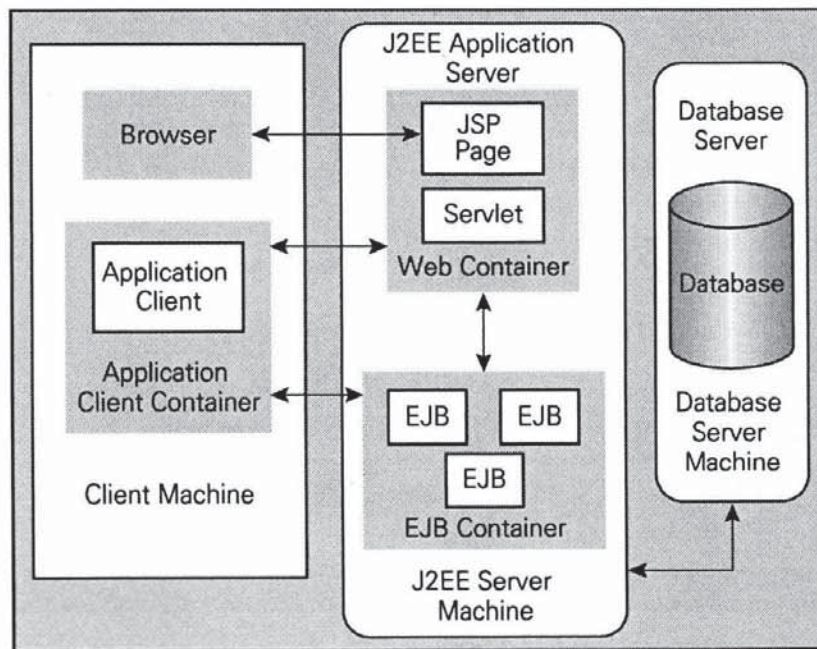 Browser
Application
Client
Application
Client Container
Client Machine
J2EE Application
Server
JSP
Page
Servlet
Web Container
EJB
EJB
EJB
EJB Container
J2EE Server
Machine
Database
Server
Database
Database
Server
Machine